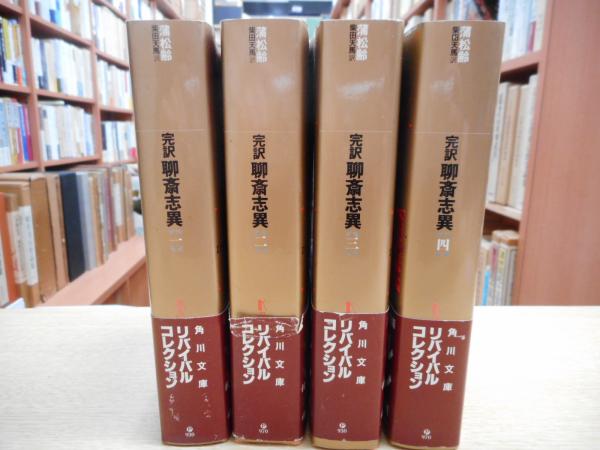 蒲松齢
柴田天馬訳
完訳 聊斎志異 一
角川文庫
リバイバル
コレクション
P
930
蒲松齢
柴田天馬訳
完訳 聊斎志異 二
角川文庫
リバイバル
コレクション
P
970
蒲松齢
柴田天馬訳
完訳 聊斎志異 三
角川文庫
リバイバル
コレクション
P
930
蒲松齢
柴田天馬訳
完訳 聊斎志異 四
角川文庫
リバイバル
コレクション
P
970